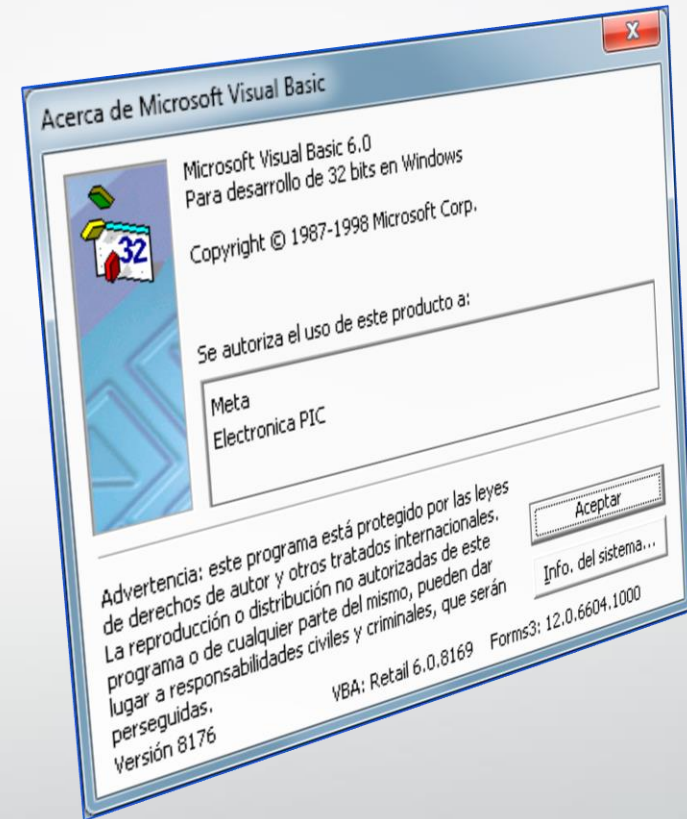 Acerca de Microsoft Visual Basic
X
32
Microsoft Visual Basic 6.0
Para desarrollo de 32 bits en Windows
Copyright © 1987-1998 Microsoft Corp.
Se autoriza el uso de este producto a:
Meta
Electronica PIC
Advertencia: este programa está protegido por las leyes
de derechos de autor y otros tratados internacionales.
La reproducción o distribución no autorizadas de este
programa o de cualquier parte del mismo, pueden dar
lugar a responsabilidades civiles y criminales, que serán
perseguidas.
Aceptar
Info. del sistema...
Versión 8176
VBA: Retail 6.0.8169
Forms3: 12.0.6604.1000